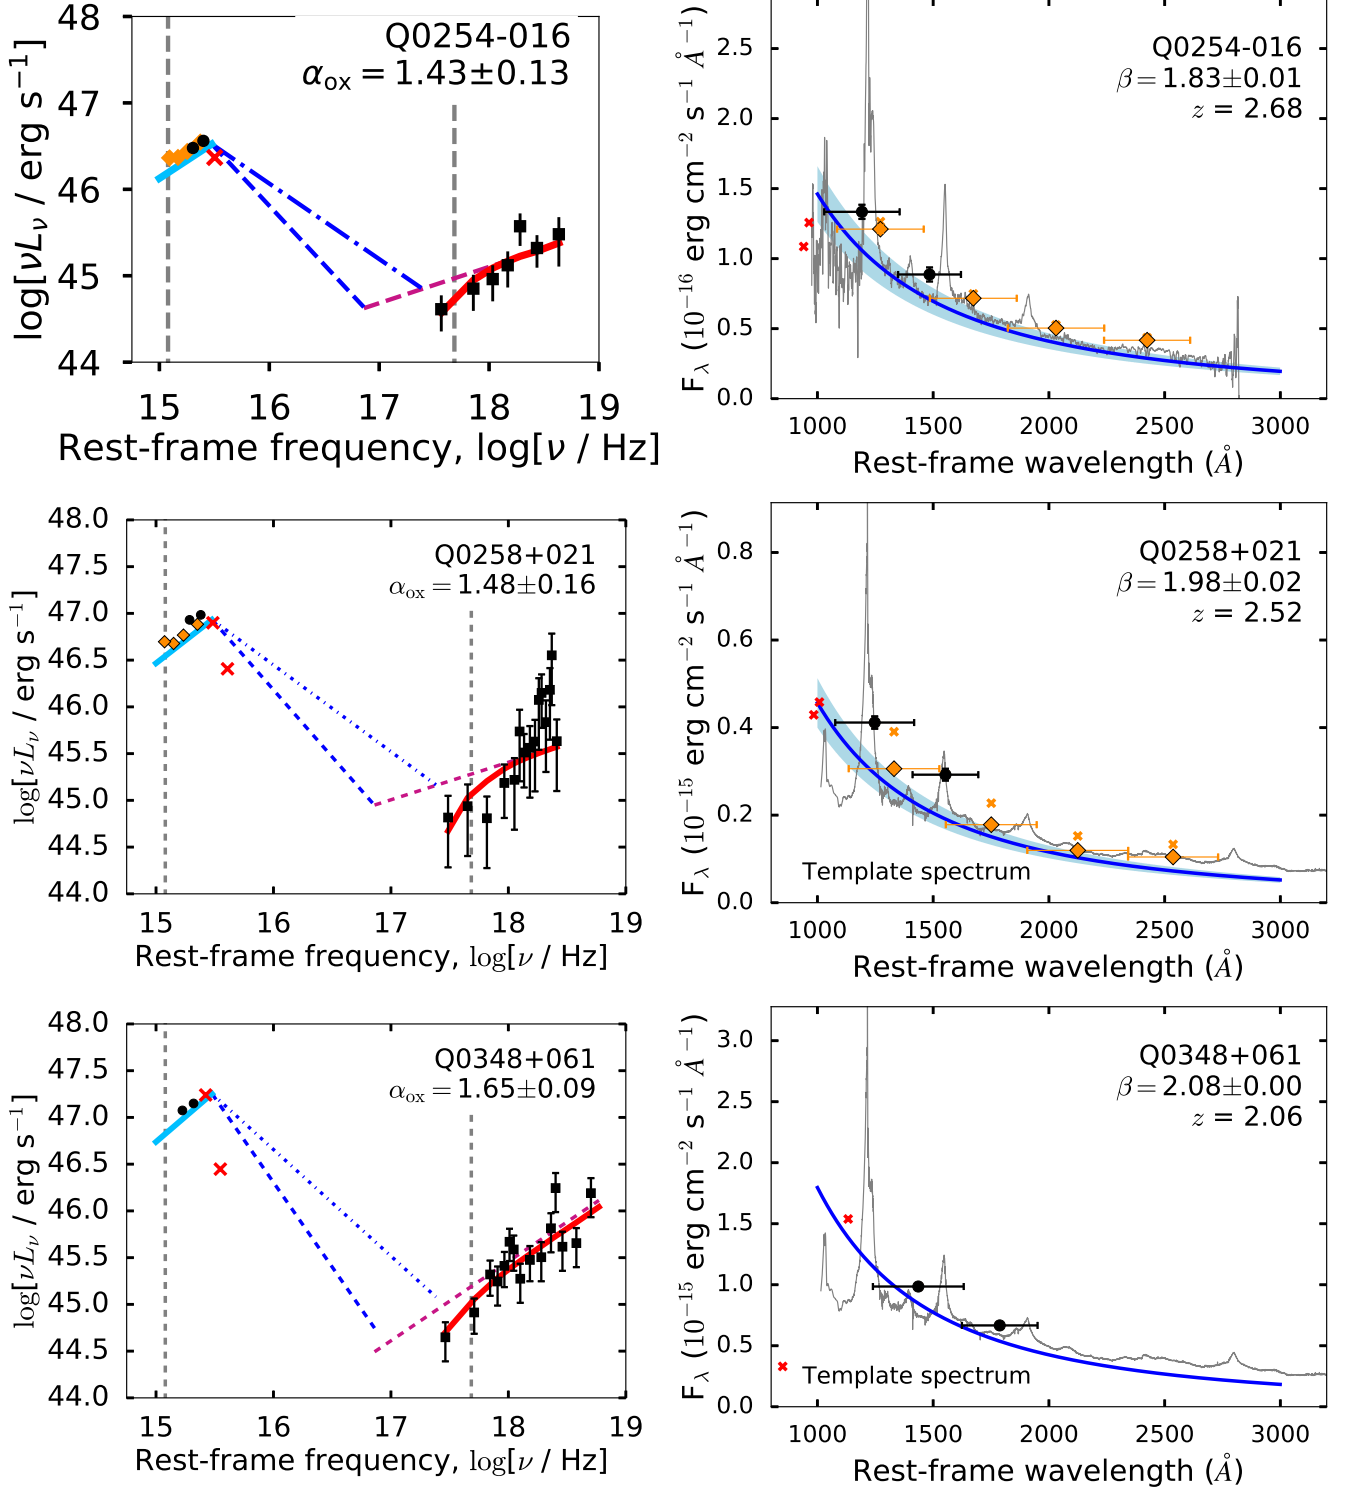 48
47
46
45
44
log[νLν / erg s⁻¹]
Q0254-016
αox = 1.43±0.13
15 16 17 18 19
Rest-frame frequency, log[ν / Hz]
2.5
2.0
1.5
1.0
0.5
0.0
Fλ (10⁻¹⁶ erg cm⁻² s⁻¹ Å⁻¹)
Q0254-016
β=1.83±0.01
z = 2.68
1000 1500 2000 2500 3000
Rest-frame wavelength (Å)
48.0
47.5
47.0
46.5
46.0
45.5
45.0
44.5
44.0
log[νLν / erg s⁻¹]
Q0258+021
αox = 1.48±0.16
15 16 17 18 19
Rest-frame frequency, log[ν / Hz]
0.8
0.6
0.4
0.2
0.0
Fλ (10⁻¹⁵ erg cm⁻² s⁻¹ Å⁻¹)
Q0258+021
β=1.98±0.02
z = 2.52
Template spectrum
1000 1500 2000 2500 3000
Rest-frame wavelength (Å)
48.0
47.5
47.0
46.5
46.0
45.5
45.0
44.5
44.0
log[νLν / erg s⁻¹]
Q0348+061
αox = 1.65±0.09
15 16 17 18 19
Rest-frame frequency, log[ν / Hz]
3.0
2.5
2.0
1.5
1.0
0.5
0.0
Fλ (10⁻¹⁵ erg cm⁻² s⁻¹ Å⁻¹)
Q0348+061
β=2.08±0.00
z = 2.06
Template spectrum
1000 1500 2000 2500 3000
Rest-frame wavelength (Å)